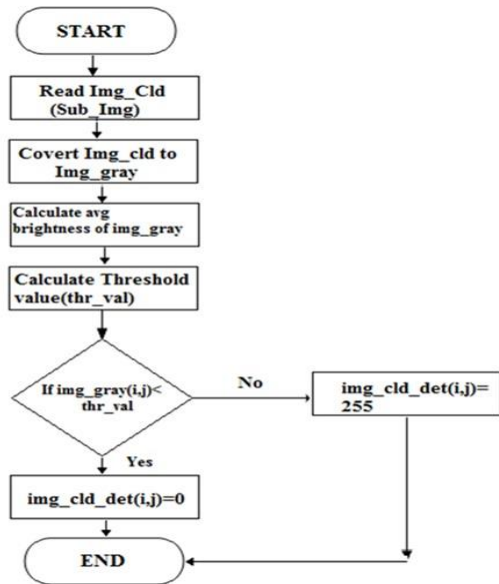 START
Read Img_Cld
(Sub_Img)
Covert Img_cld to
Img_gray
Calculate avg
brightness of img_gray
Calculate Threshold
value(thr_val)
If img_gray(i,j)<
thr_val
No
img_cld_det(i,j)=
255
Yes
img_cld_det(i,j)=0
END